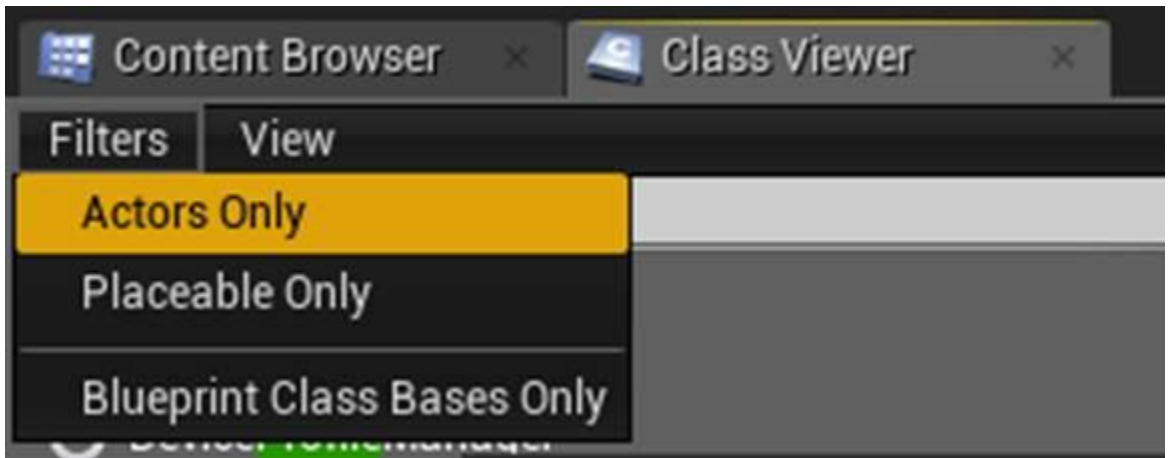 Content Browser Class Viewer
Filters View
Actors Only
Placeable Only
Blueprint Class Bases Only